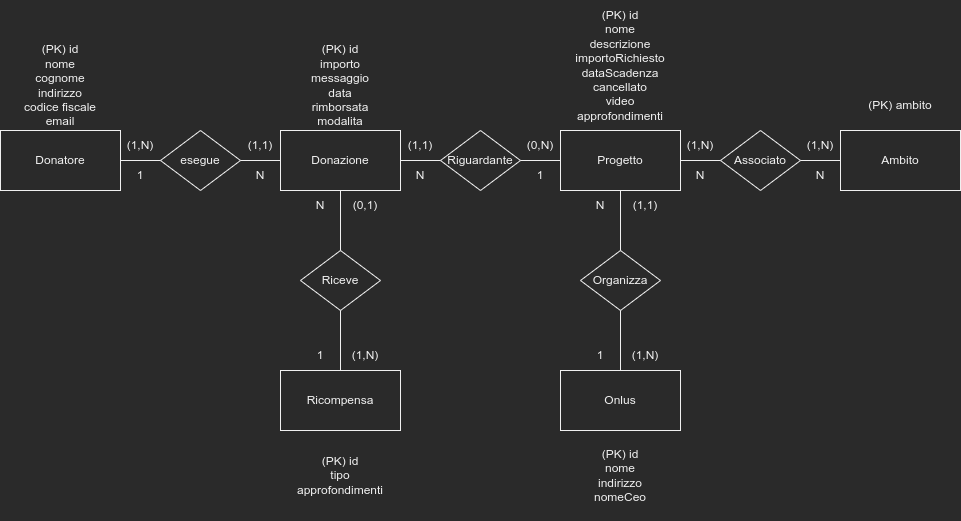 (PK) id
nome
cognome
indirizzo
codice fiscale
email
Donatore
(1,N)
1
esegue
(1,1)
N
(PK) id
importo
messaggio
data
rimborsata
modalita
Donazione
(1,1)
N
Riguardante
(0,N)
1
(PK) id
nome
descrizione
importoRichiesto
dataScadenza
cancellato
video
approfondimenti
Progetto
(1,N)
N
Associato
(1,N)
N
(PK) ambito
Ambito
N
(0,1)
Riceve
1
(1,N)
Ricompensa
(PK) id
tipo
approfondimenti
N
(1,1)
Organizza
1
(1,N)
Onlus
(PK) id
nome
indirizzo
nomeCeo